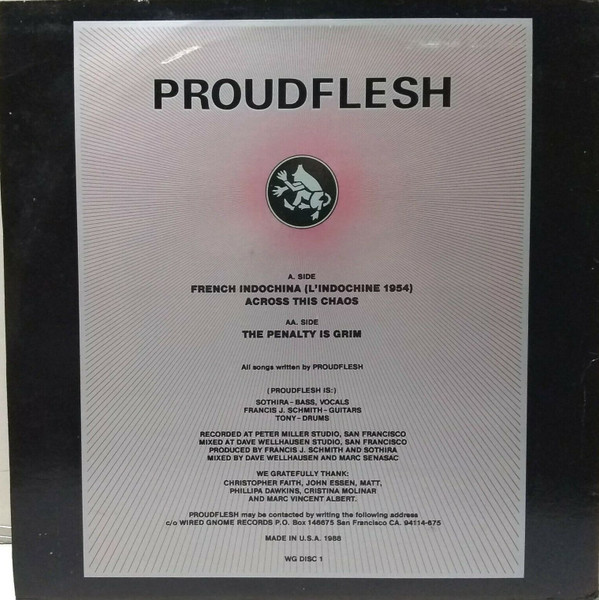 PROUDFLESH
A. SIDE
FRENCH INDOCHINA (L'INDOCHINE 1954)
ACROSS THIS CHAOS
AA. SIDE
THE PENALTY IS GRIM
All songs written by PROUDFLESH
(PROUDFLESH IS:)
SOTHIRA - BASS, VOCALS
FRANCIS J. SCHMITH - GUITARS
TONY - DRUMS
RECORDED AT PETER MILLER STUDIO, SAN FRANCISCO
MIXED AT DAVE WELLHAUSEN STUDIO, SAN FRANCISCO
PRODUCED BY FRANCIS J. SCHMITH AND SOTHIRA
MIXED BY DAVE WELLHAUSEN AND MARC SENASAC
WE GRATEFULLY THANK:
CHRISTOPHER FAITH, JOHN ESSEN, MATT,
PHILLIPA DAWKINS, CRISTINA MOLINAR
AND MARC VINCENT ALBERT.
PROUDFLESH may be contacted by writing the following address
c/o WIRED GNOME RECORDS P.O. Box 146675 San Francisco CA. 94114-675
MADE IN U.S.A. 1988
WG DISC 1